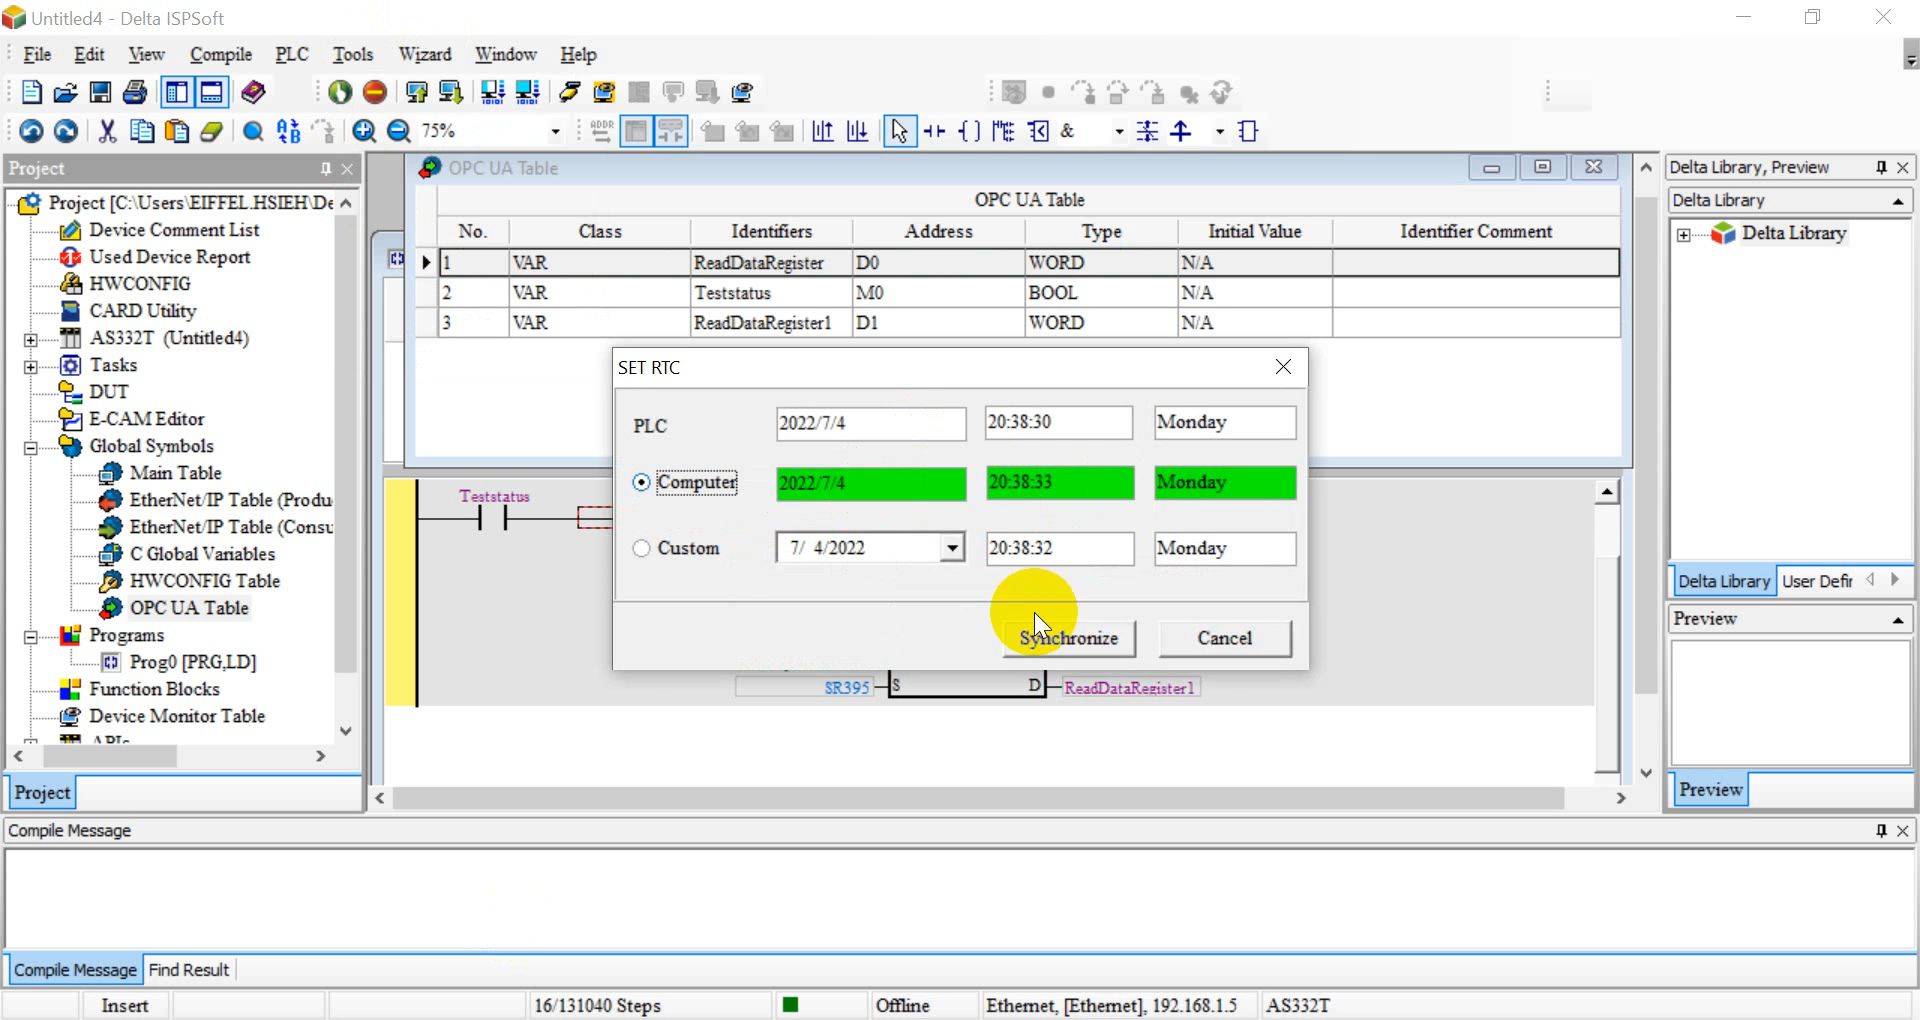 Untitled4 - Delta ISPSoft
File Edit View Compile PLC Tools Wizard Window Help
75%
&
Project
Project [C:\Users\EIFFEL.HSIEH\De
Device Comment List
Used Device Report
HWCONFIG
CARD Utility
AS332T (Untitled4)
Tasks
DUT
E-CAM Editor
Global Symbols
Main Table
EtherNet/IP Table (Produ
EtherNet/IP Table (Consu
C Global Variables
HWCONFIG Table
OPC UA Table
Programs
Prog0 [PRG,LD]
Function Blocks
Device Monitor Table
APIs
Project
OPC UA Table
OPC UA Table
No. Class Identifiers Address Type Initial Value Identifier Comment
1 VAR ReadDataRegister D0 WORD N/A
2 VAR Teststatus M0 BOOL N/A
3 VAR ReadDataRegister1 D1 WORD N/A
SET RTC
PLC 2022/7/4 20:38:30 Monday
Computer 2022/7/4 20:38:33 Monday
Custom 7/ 4/2022 20:38:32 Monday
Synchronize Cancel
Teststatus
SR395 S D ReadDataRegister1
Delta Library, Preview
Delta Library
Delta Library
Delta Library User Defin
Preview
Preview
Compile Message
Compile Message Find Result
Insert 16/131040 Steps Offline Ethernet, [Ethernet], 192.168.1.5 AS332T